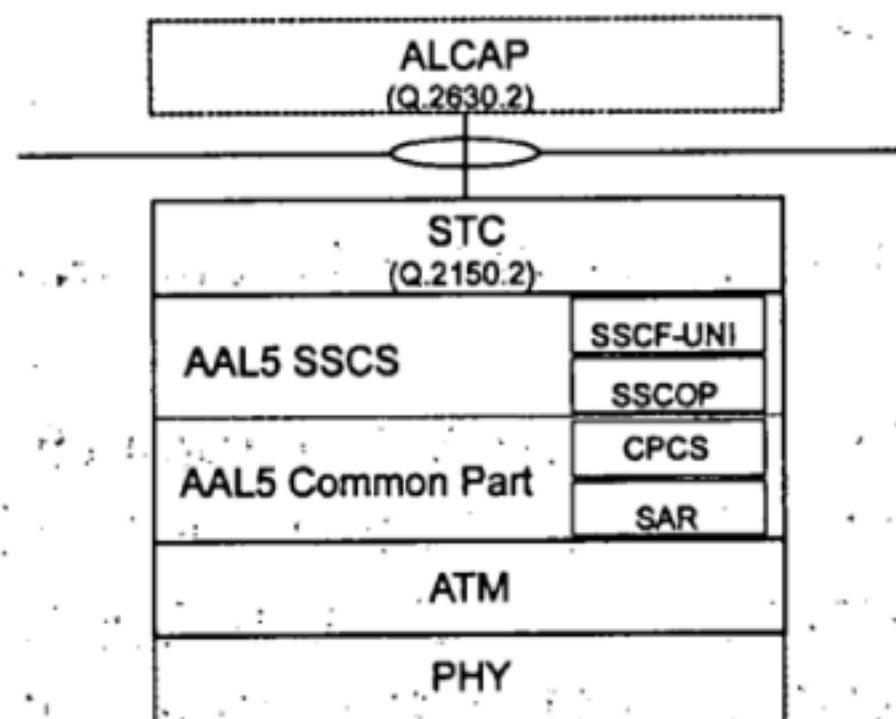 ALCAP
(Q.2630.2)
STC
(Q.2150.2)
AAL5 SSCS
SSCF-UNI
SSCOP
AAL5 Common Part
CPCS
SAR
ATM
PHY